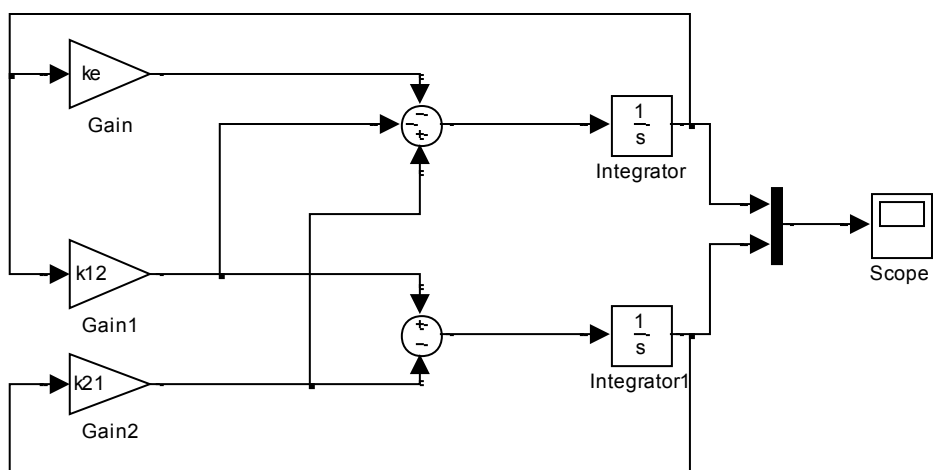 ke
Gain
1
s
Integrator
k12
Gain1
Scope
1
s
Integrator1
k21
Gain2